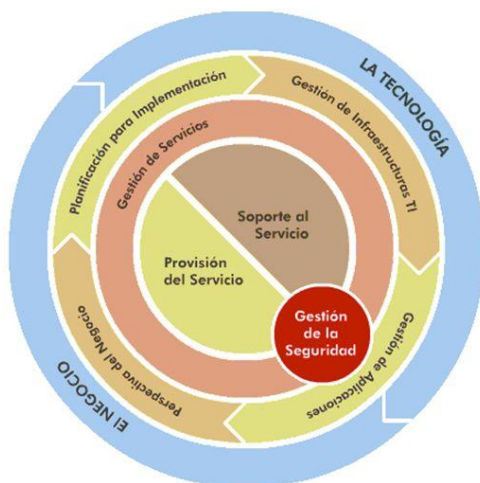 LA TECNOLOGÍA
Planificación para Implementación
Gestión de Infraestructuras TI
Gestión de Servicios
Soporte al
Servicio
Provisión
del Servicio
Gestión
de la
Seguridad
Gestión de Aplicaciones
Perspectiva del Negocio
El NEGOCIO